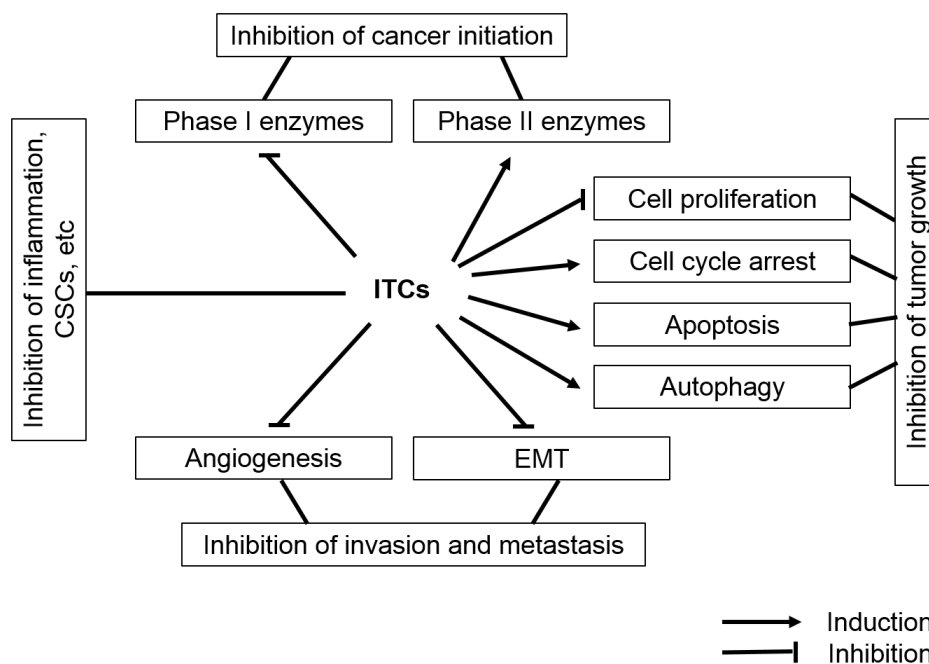 Inhibition of cancer initiation
Phase I enzymes
Phase II enzymes
Inhibition of inflammation,
CSCs, etc
ITCs
Cell proliferation
Cell cycle arrest
Apoptosis
Autophagy
Inhibition of tumor growth
Angiogenesis
EMT
Inhibition of invasion and metastasis
Induction
Inhibition